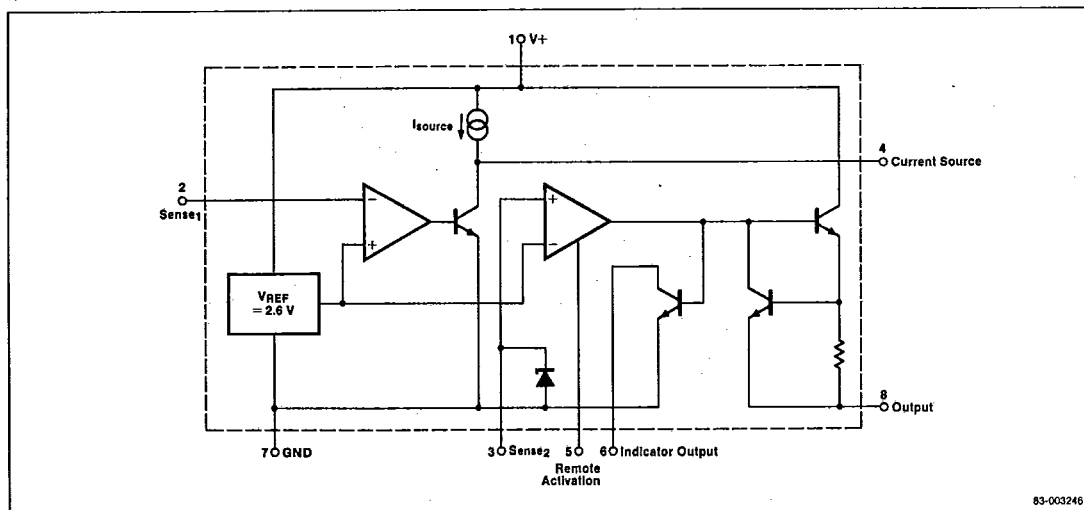 1 V+
Isource
4
Current Source
2
Sense1
−
+
+
−
VREF
= 2.6 V
8
Output
7 GND
3 Sense2
5
Remote
Activation
6 Indicator Output
83-003246